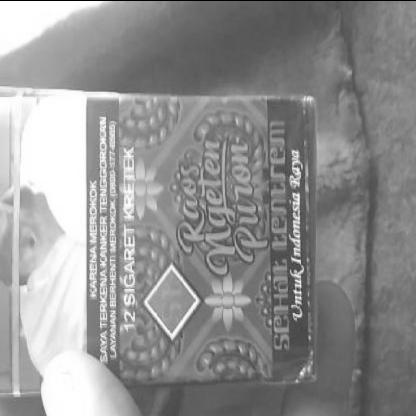 KARENA MEROKOK
SAYA TERKENA KANKER TENGGOROKAN
LAYANAN BERHENTI MEROKOK (0800-177-6565)
12 SIGARET KRETEK
Raos
Ngeten
Puron
sehat tentrem
Untuk Indonesia Raya